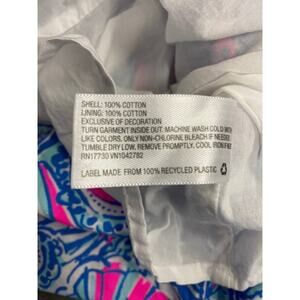 SHELL: 100% COTTON
LINING: 100% COTTON
EXCLUSIVE OF DECORATION
TURN GARMENT INSIDE OUT. MACHINE WASH COLD WITH
LIKE COLORS. ONLY NON-CHLORINE BLEACH IF NEEDED.
TUMBLE DRY LOW. REMOVE PROMPTLY. COOL IRON IF
RN17730 VN1042782
LABEL MADE FROM 100% RECYCLED PLASTIC